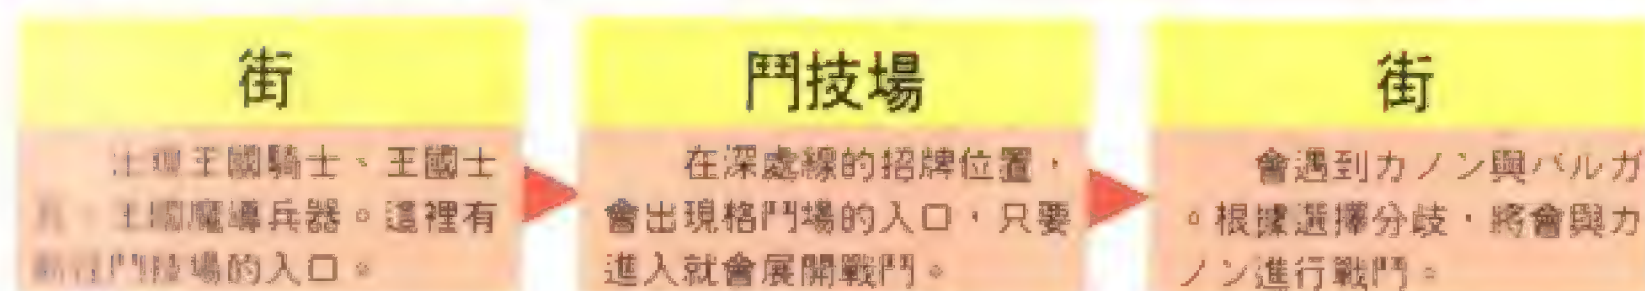 街
王國騎士、王國士
王國魔導兵器。這裡有
鬥技場的入口。
鬥技場
在深處綠的招牌位置，
會出現格鬥場的入口，只要
進入就會展開戰鬥。
街
會遇到カノン與バルガ
。根據選擇分歧，將會與カ
ノン進行戰鬥。